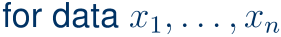 for data $x_1, \ldots, x_n$